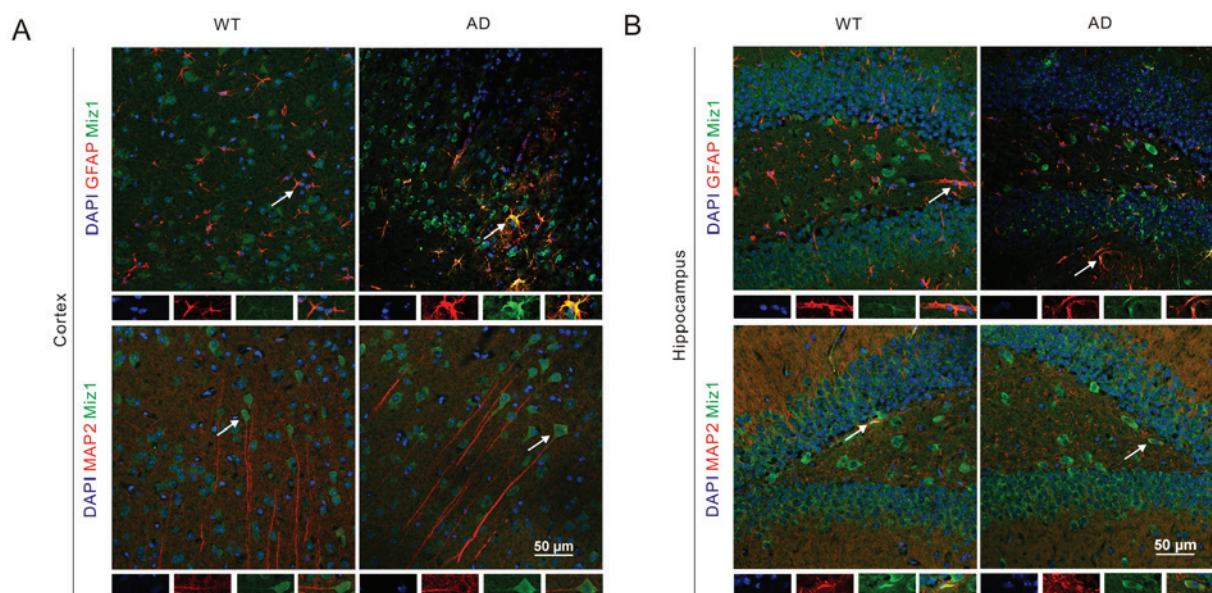 A
WT
AD
Cortex
DAPI GFAP Miz1
DAPI MAP2 Miz1
50 µm
B
WT
AD
Hippocampus
DAPI GFAP Miz1
DAPI MAP2 Miz1
50 µm